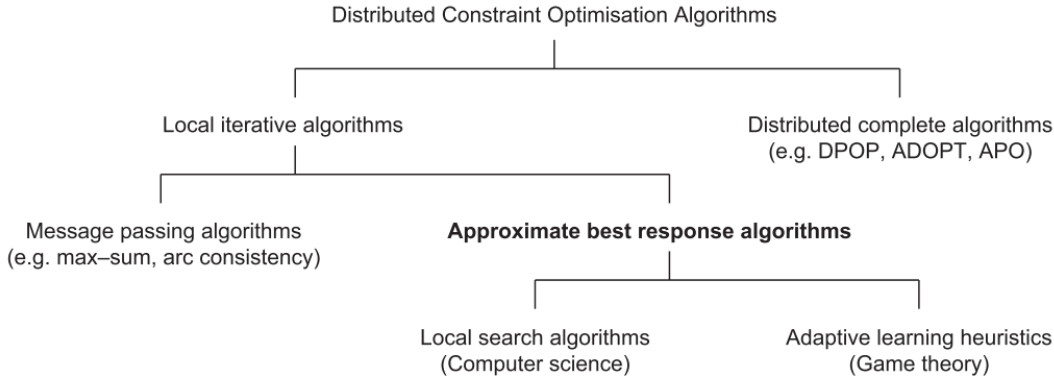 Distributed Constraint Optimisation Algorithms
Local iterative algorithms
Distributed complete algorithms
(e.g. DPOP, ADOPT, APO)
Message passing algorithms
(e.g. max–sum, arc consistency)
Approximate best response algorithms
Local search algorithms
(Computer science)
Adaptive learning heuristics
(Game theory)